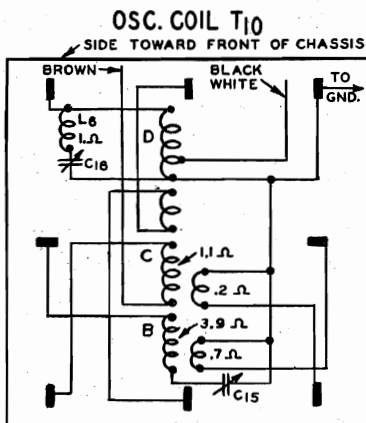 OSC. COIL T10
SIDE TOWARD FRONT OF CHASSIS
BROWN
BLACK
WHITE
TO
GND.
L6
1.Ω
C16
D
C
1.1 Ω
.2 Ω
B
3.9 Ω
.7 Ω
C15